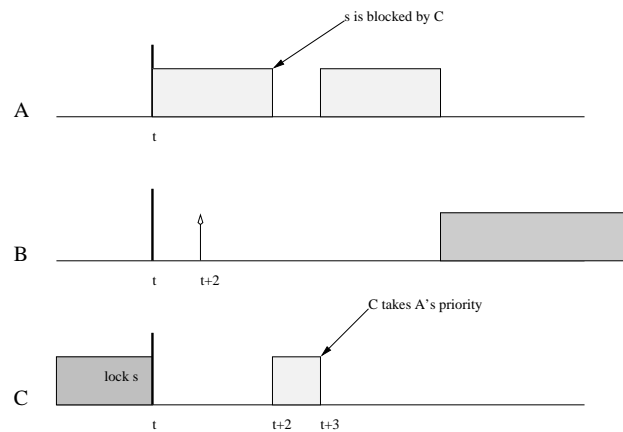 s is blocked by C
A
t
B
t
t+2
C takes A's priority
lock s
C
t
t+2
t+3